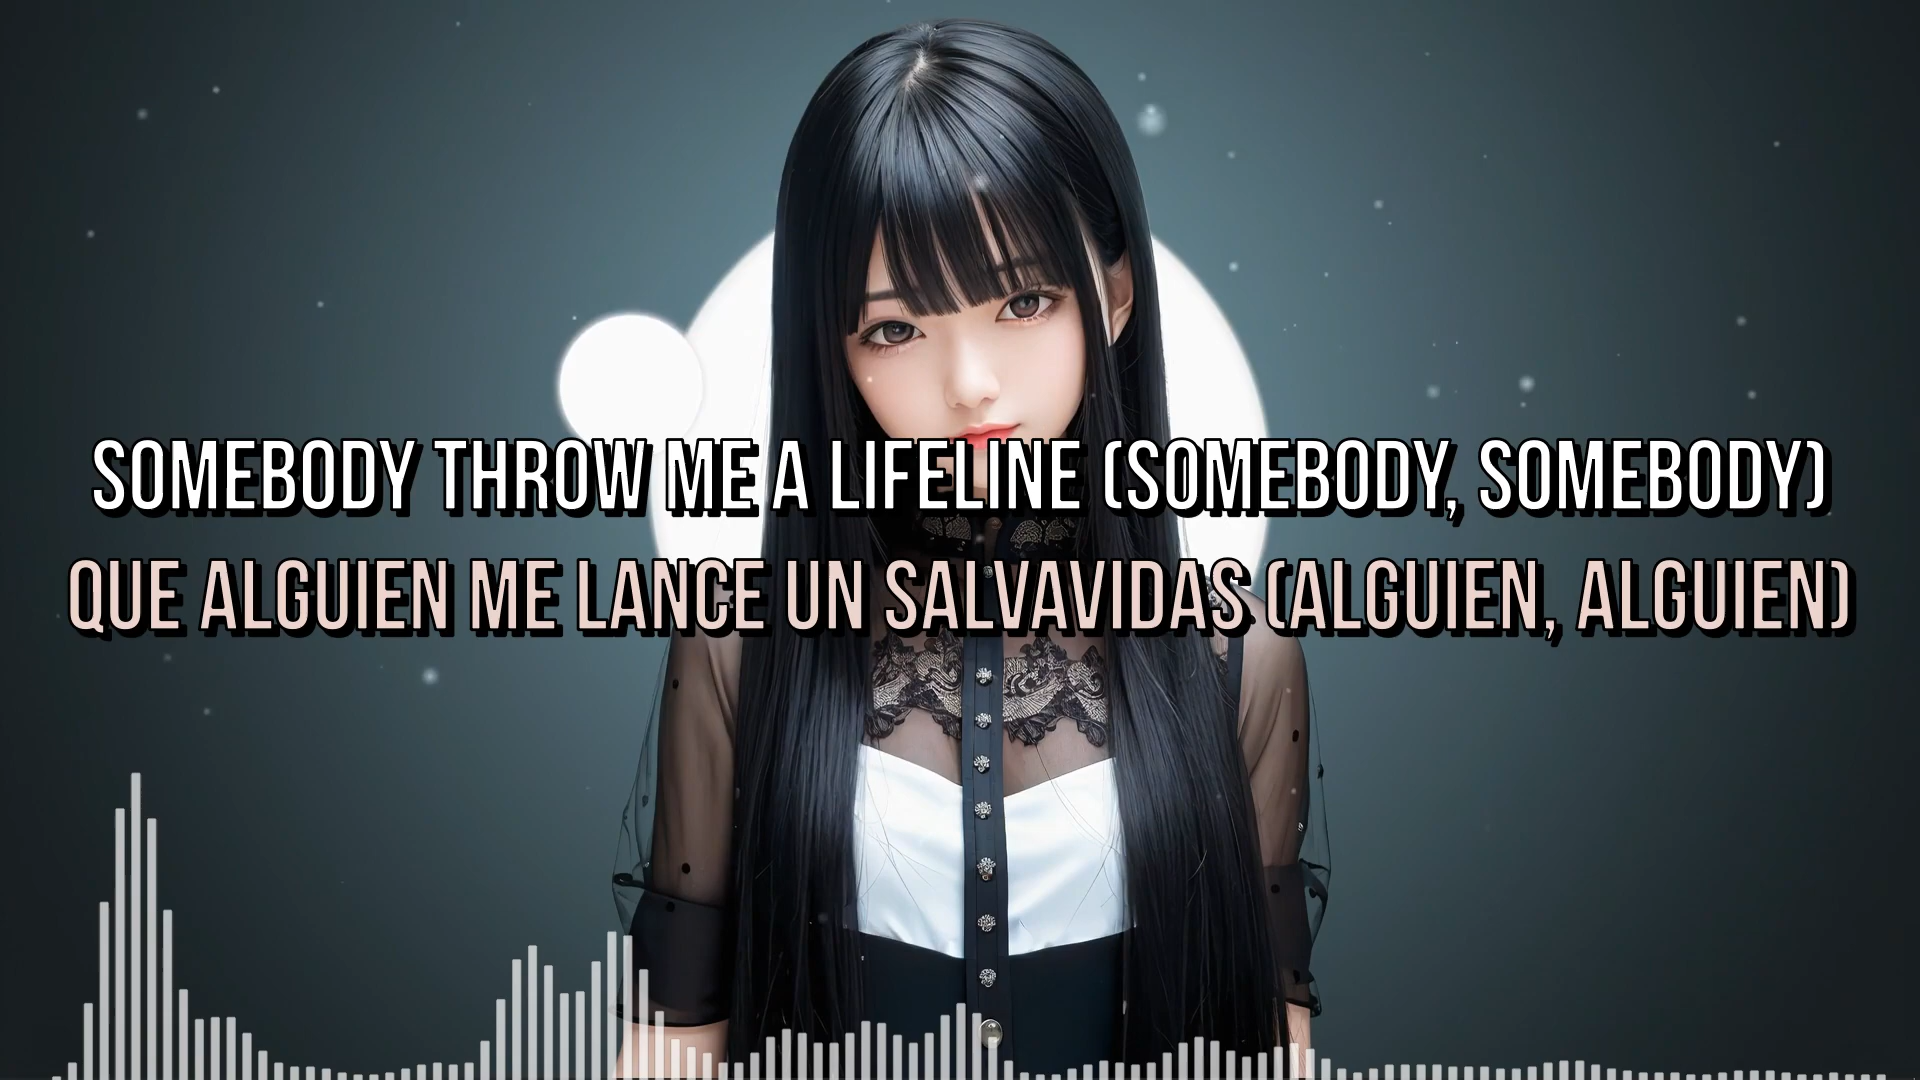 SOMEBODY THROW ME A LIFELINE (SOMEBODY, SOMEBODY)
QUE ALGUIEN ME LANCE UN SALVAVIDAS (ALGUIEN, ALGUIEN)